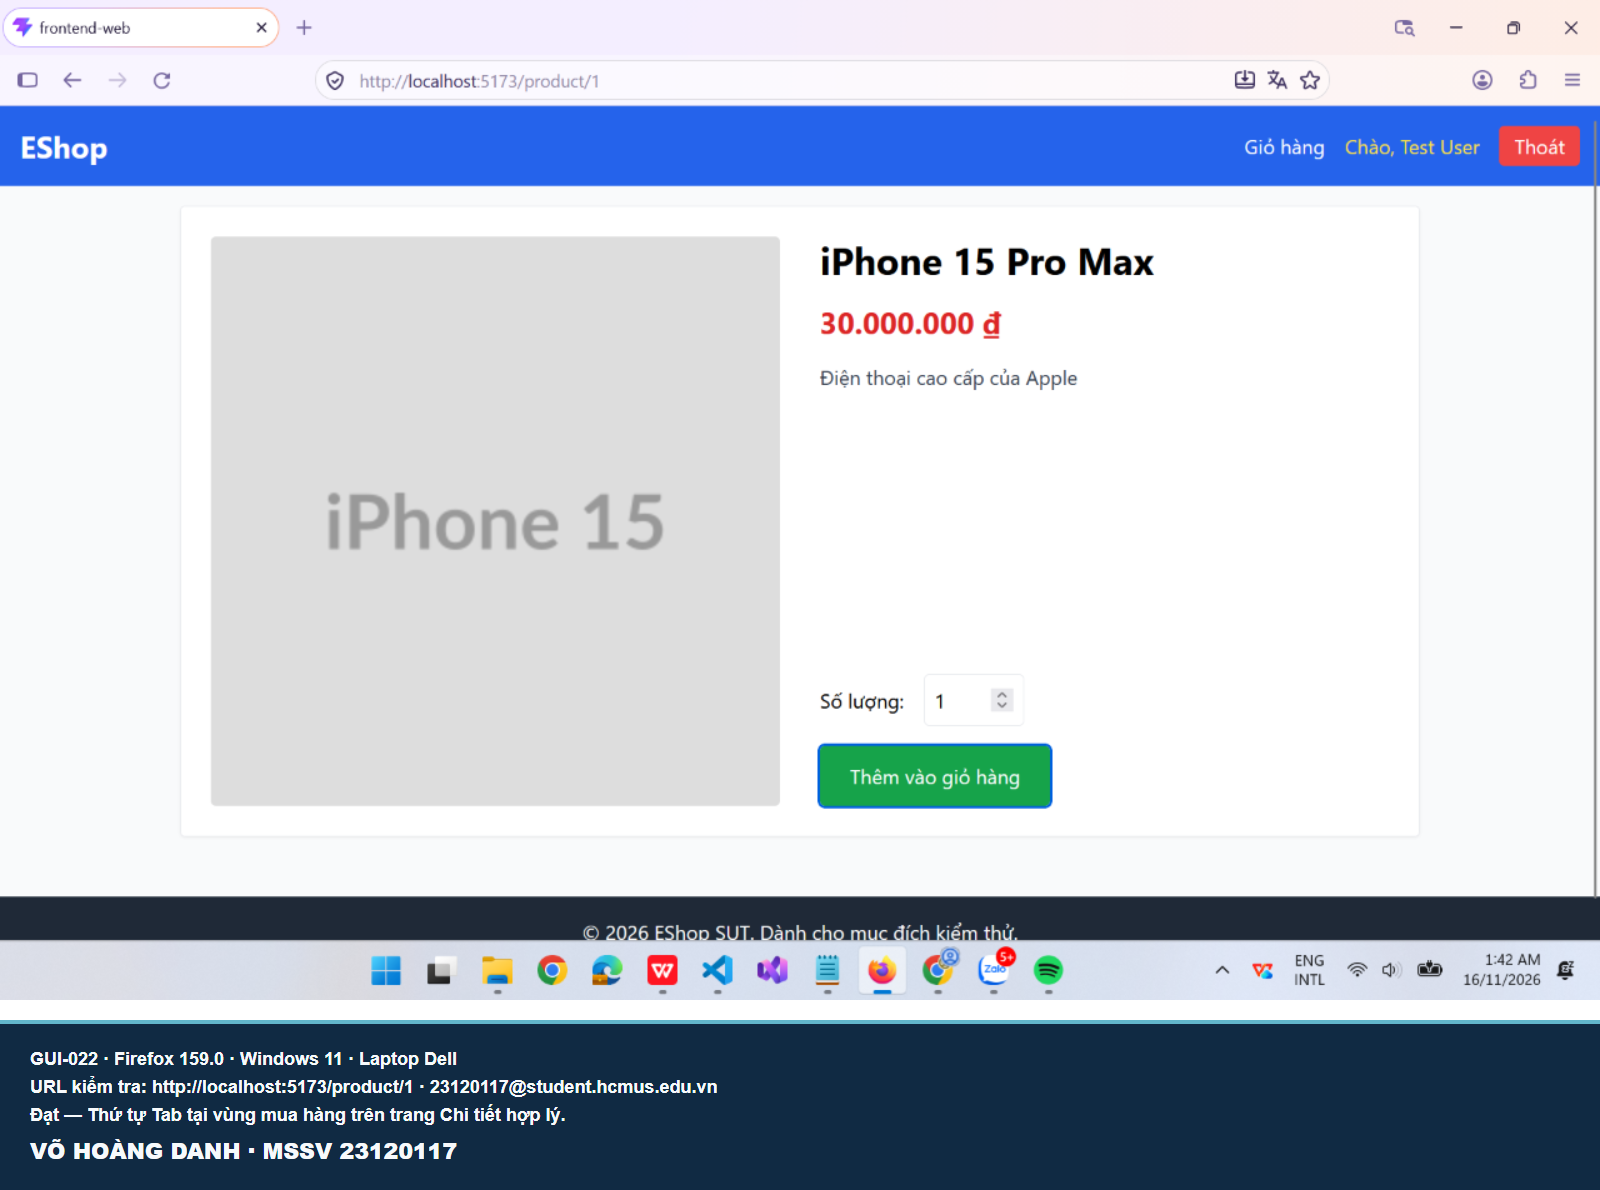 frontend-web
http://localhost:5173/product/1
EShop
Giỏ hàng
Chào, Test User
Thoát
iPhone 15
iPhone 15 Pro Max
30.000.000 ₫
Điện thoại cao cấp của Apple
Số lượng:
1
Thêm vào giỏ hàng
© 2026 EShop SUT. Dành cho mục đích kiểm thử.
Zalo
5+
ENG
INTL
1:42 AM
16/11/2026
GUI-022 · Firefox 159.0 · Windows 11 · Laptop Dell
URL kiểm tra: http://localhost:5173/product/1 · 23120117@student.hcmus.edu.vn
Đạt — Thứ tự Tab tại vùng mua hàng trên trang Chi tiết hợp lý.
VÕ HOÀNG DANH · MSSV 23120117